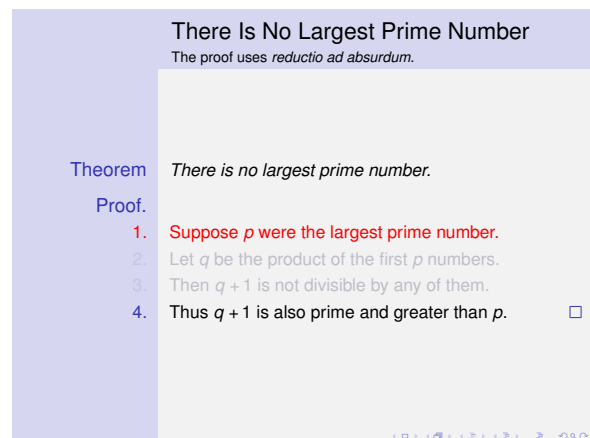 There Is No Largest Prime Number
The proof uses reductio ad absurdum.
Theorem There is no largest prime number.
Proof.
1. Suppose p were the largest prime number.
2. Let q be the product of the first p numbers.
3. Then q + 1 is not divisible by any of them.
4. Thus q + 1 is also prime and greater than p. □